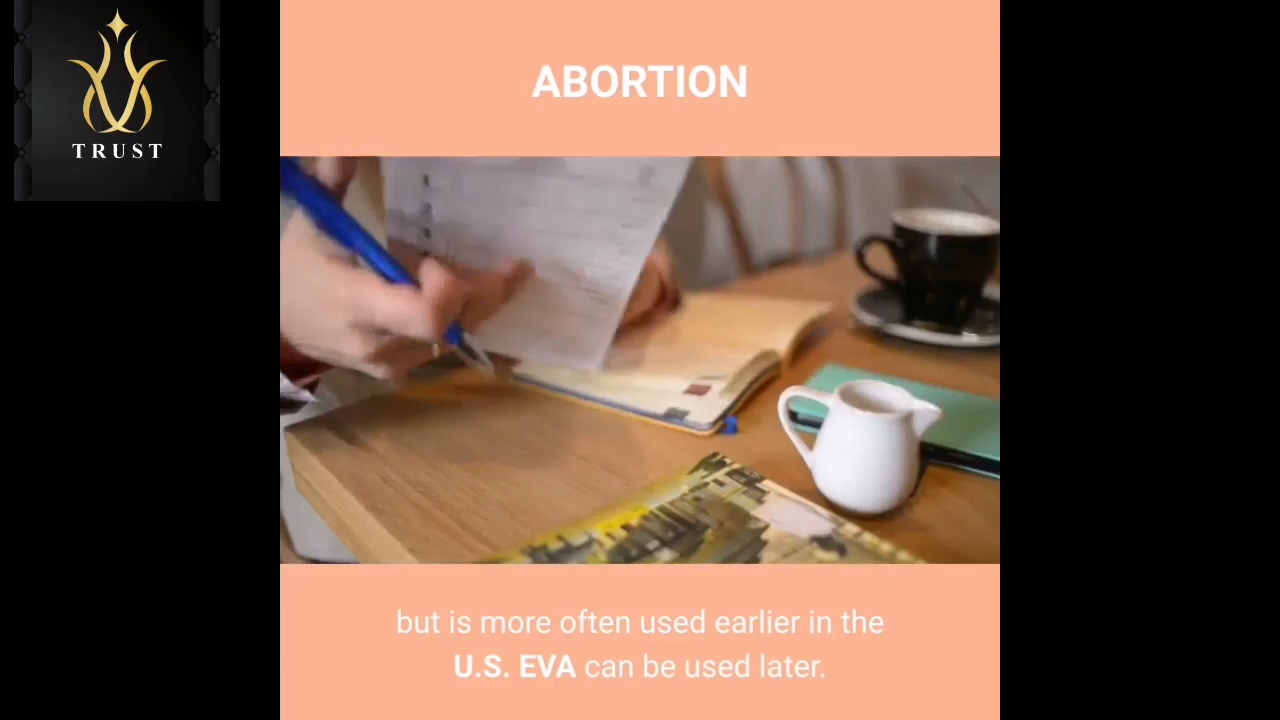 TRUST
ABORTION
but is more often used earlier in the
U.S. EVA can be used later.